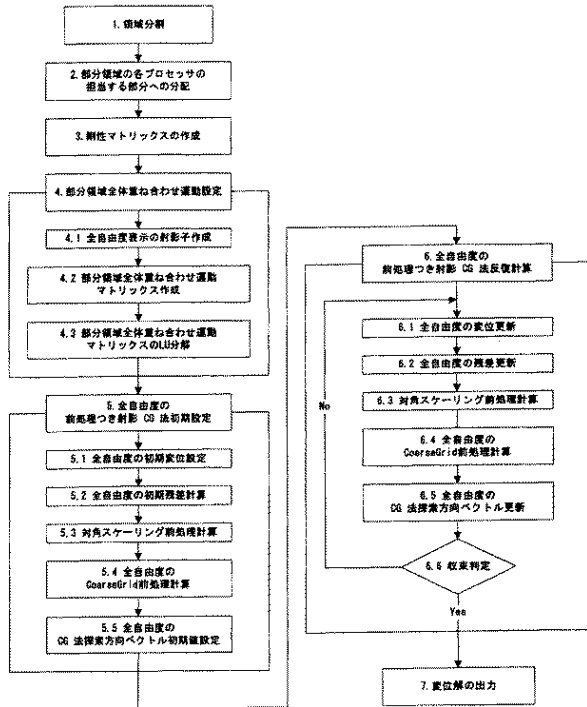 1. 領域分割
2. 部分領域の各プロセッサの
担当する部分への分配
3. 剛性マトリックスの作成
4. 部分領域全体重ね合わせ運動設定
4.1 全自由度表示の射影子作成
4.2 部分領域全体重ね合わせ運動
マトリックス作成
4.3 部分領域全体重ね合わせ運動
マトリックスのLU分解
5. 全自由度の
前処理つき射影 CG 法初期設定
5.1 全自由度の初期変位設定
5.2 全自由度の初期残差計算
5.3 対角スケーリング前処理計算
5.4 全自由度の
CoarseGrid前処理計算
5.5 全自由度の
CG 法探索方向ベクトル初期値設定
6. 全自由度の
前処理つき射影 CG 法反復計算
6.1 全自由度の変位更新
6.2 全自由度の残差更新
No
6.3 対角スケーリング前処理計算
6.4 全自由度の
CoarseGrid前処理計算
6.5 全自由度の
CG 法探索方向ベクトル更新
6.6 収束判定
Yes
7. 変位解の出力